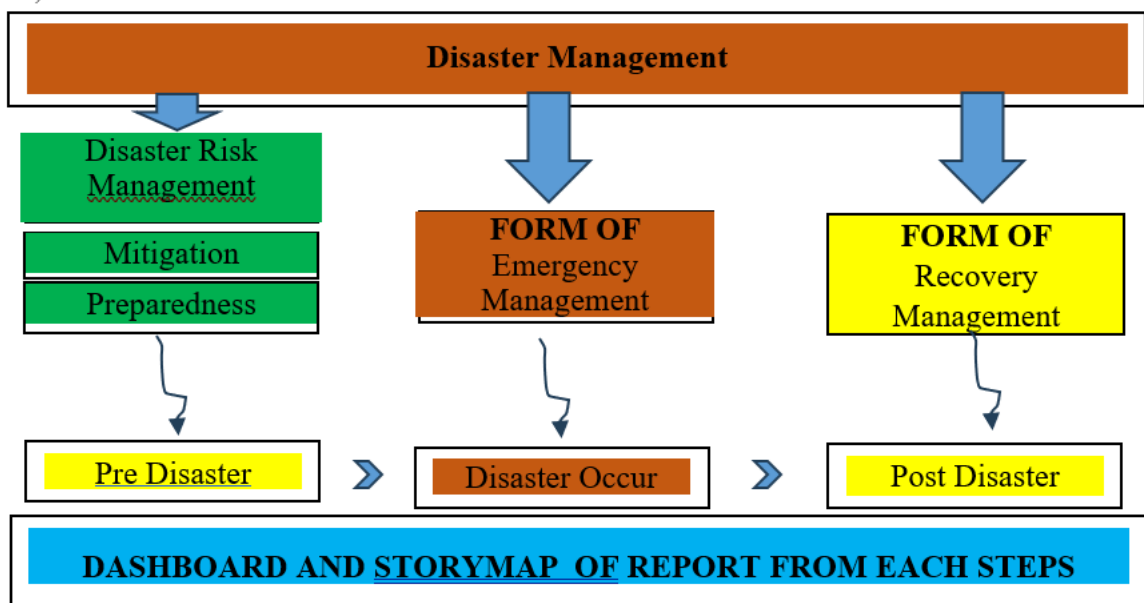 Disaster Management
Disaster Risk
Management
Mitigation
Preparedness
FORM OF
Emergency
Management
FORM OF
Recovery
Management
Pre Disaster
Disaster Occur
Post Disaster
DASHBOARD AND STORYMAP OF REPORT FROM EACH STEPS